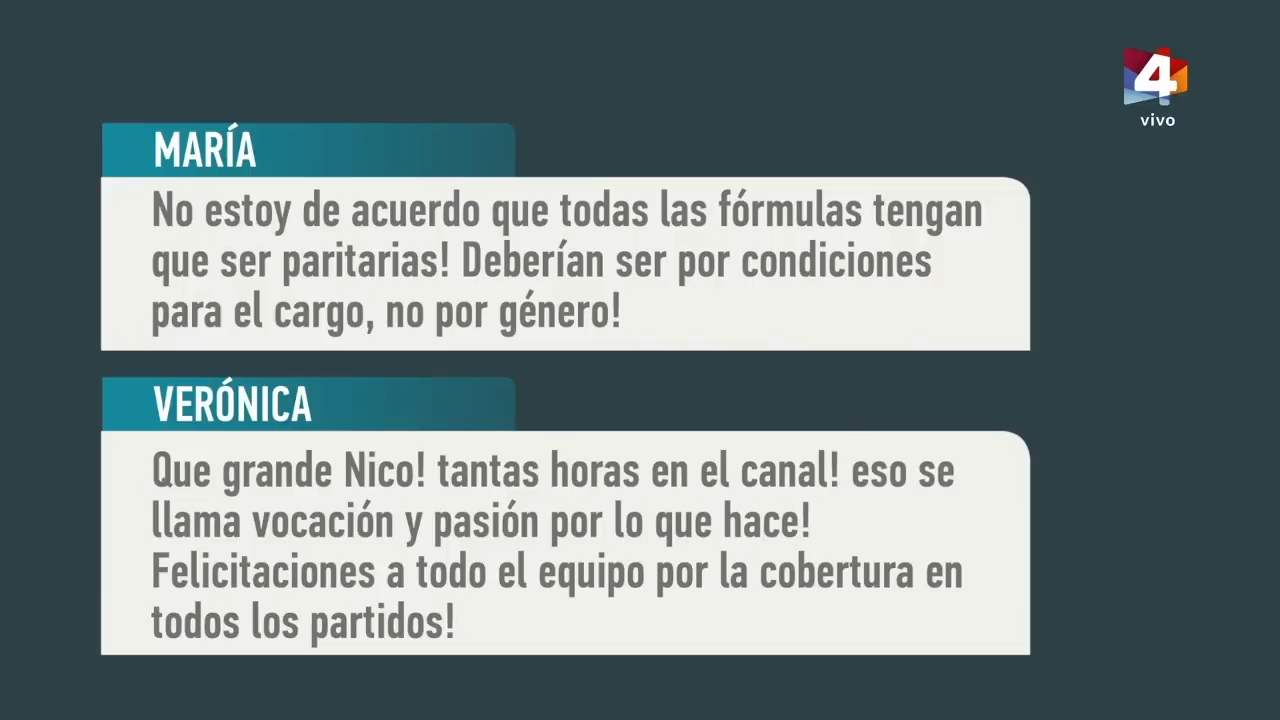 4
vivo
MARÍA
No estoy de acuerdo que todas las fórmulas tengan
que ser paritarias! Deberían ser por condiciones
para el cargo, no por género!
VERÓNICA
Que grande Nico! tantas horas en el canal! eso se
llama vocación y pasión por lo que hace!
Felicitaciones a todo el equipo por la cobertura en
todos los partidos!